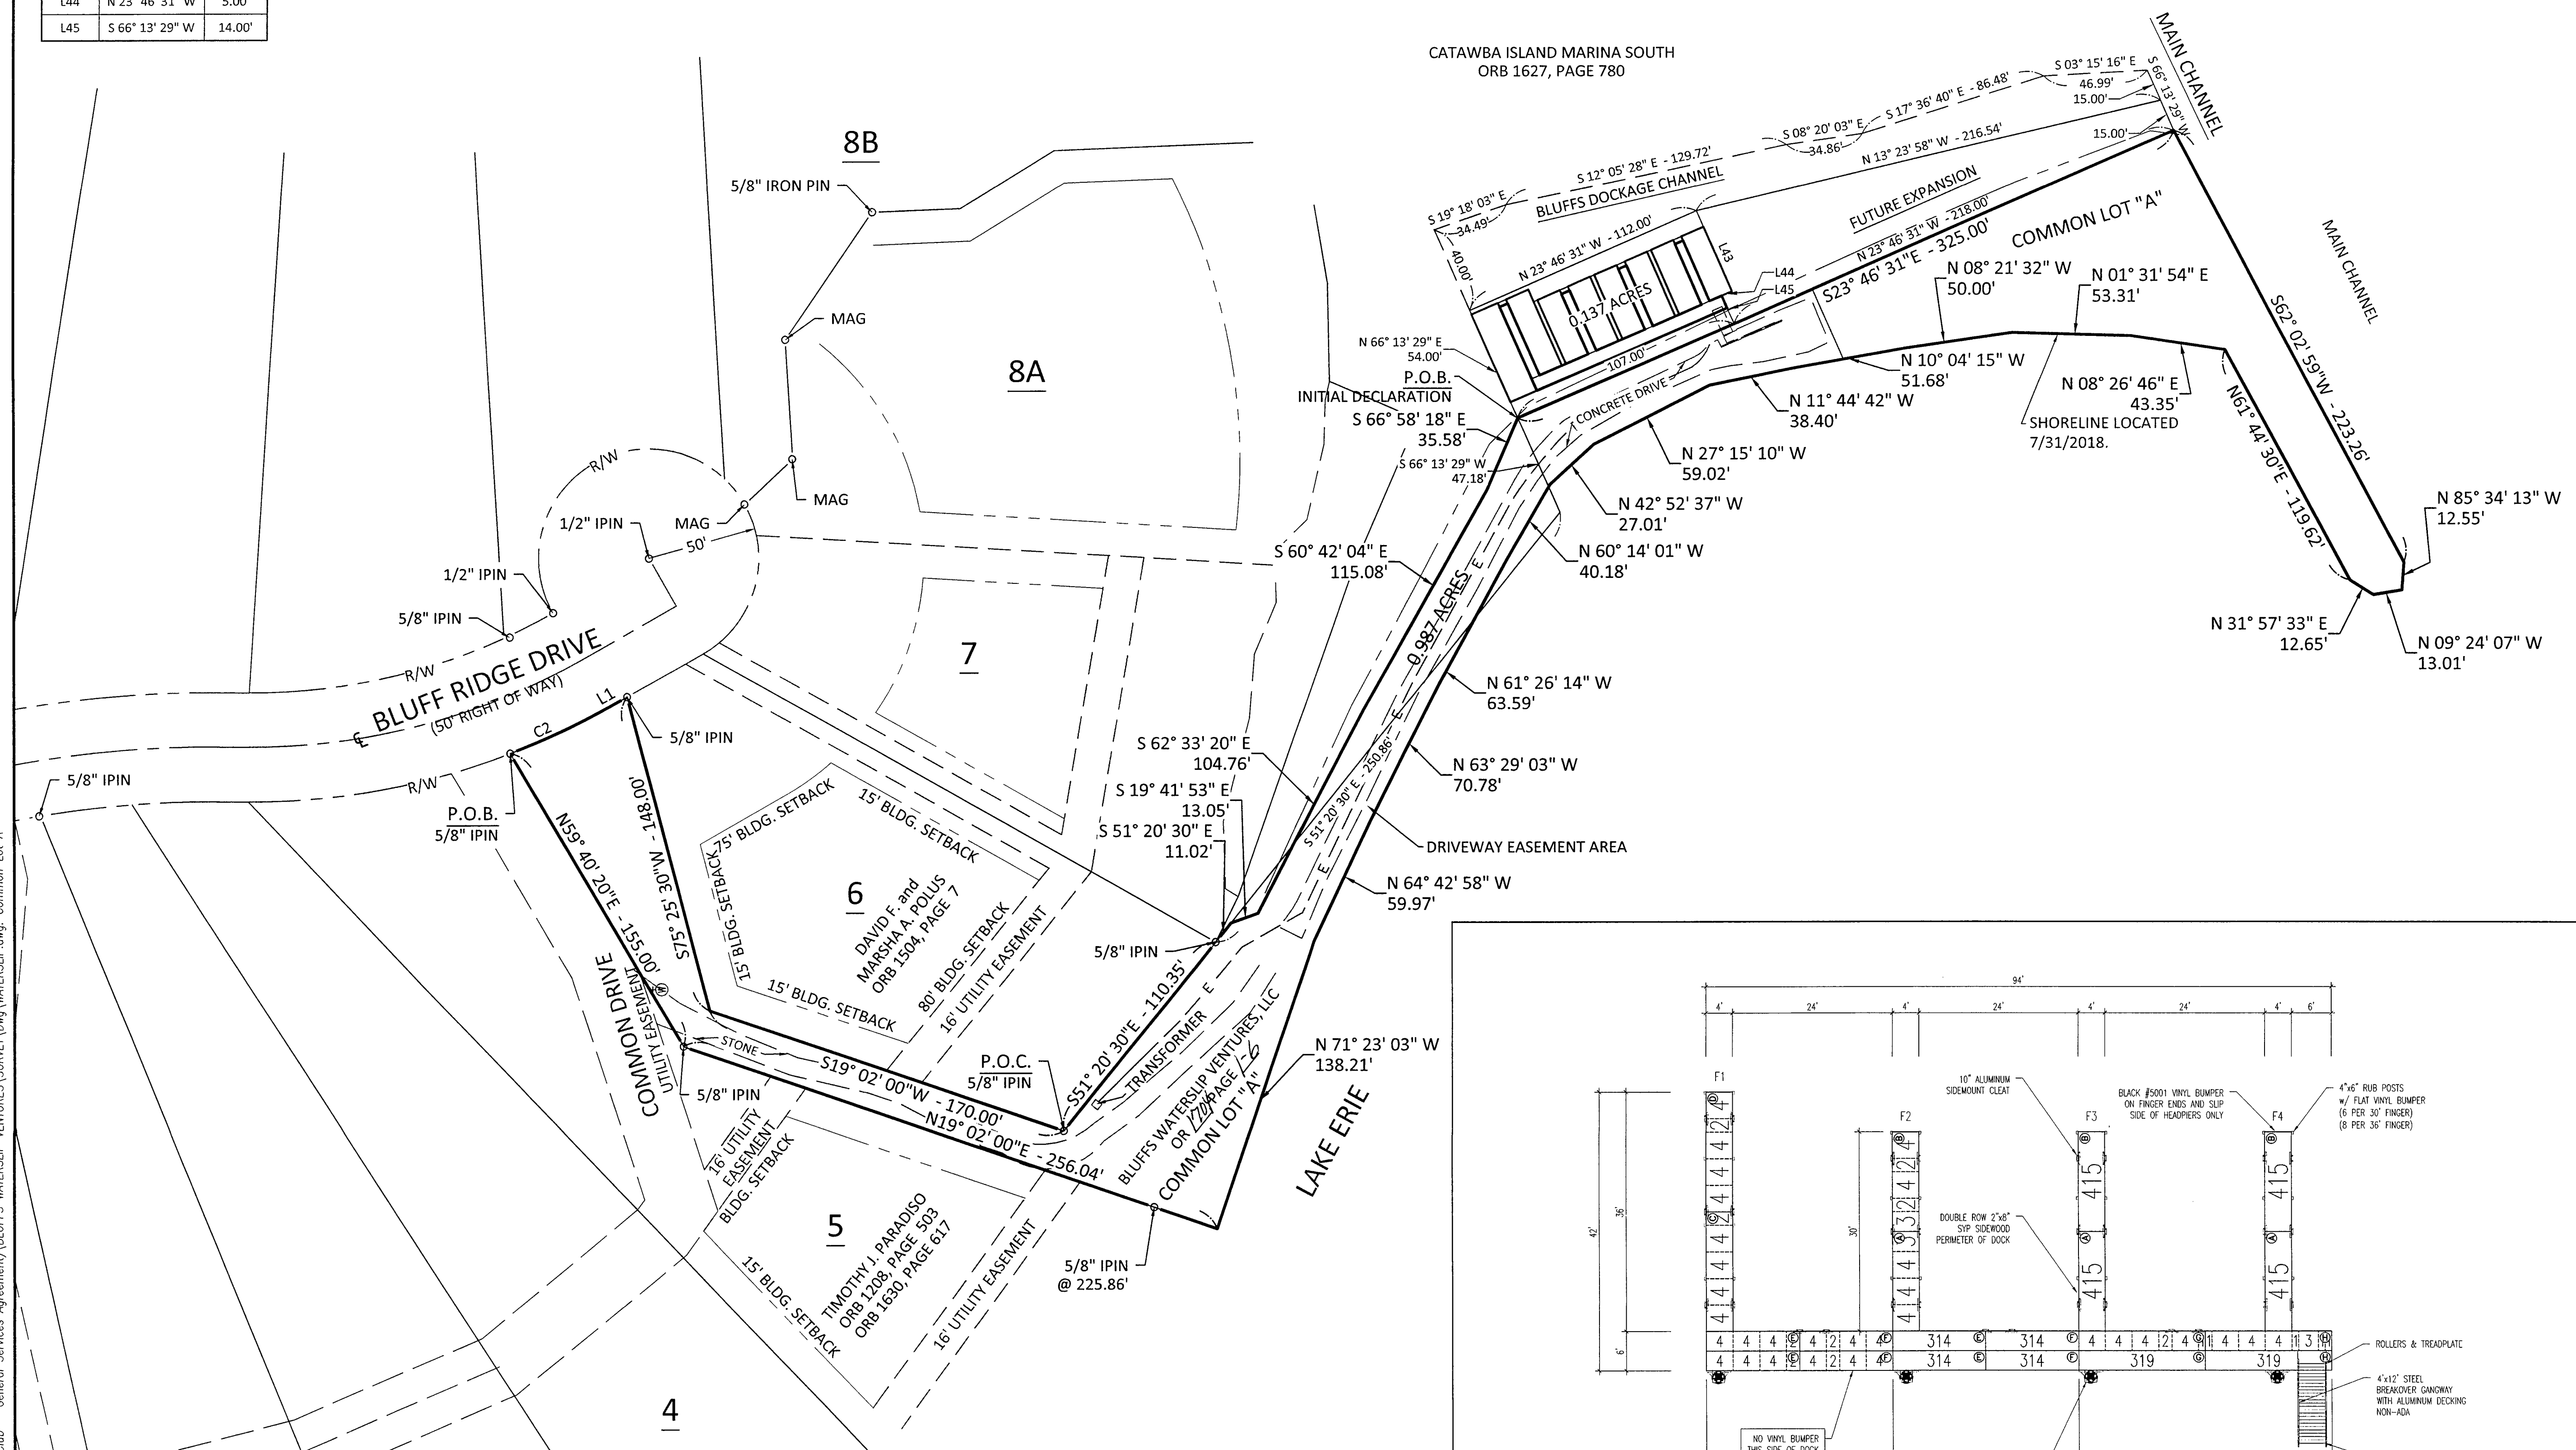 L44 N 23° 46' 31" W 5.00'
L45 S 66° 13' 29" W 14.00'
CATAWBA ISLAND MARINA SOUTH
ORB 1627, PAGE 780
MAIN CHANNEL
S 03° 15' 16" E
46.99'
S 66° 13' 29" W
15.00'
15.00'
S 17° 36' 40" E - 86.48'
S 08° 20' 03" E
34.86'
N 13° 23' 58" W - 216.54'
S 12° 05' 28" E - 129.72'
BLUFFS DOCKAGE CHANNEL
S 19° 18' 03" E
34.49'
40.00'
N 23° 46' 31" W - 112.00'
L43
L44
L45
0.137 ACRES
107.00'
FUTURE EXPANSION
N 23° 46' 31" W - 218.00'
S23° 46' 31"E - 325.00'
COMMON LOT "A"
MAIN CHANNEL
N 08° 21' 32" W
50.00'
N 01° 31' 54" E
53.31'
S62° 02' 59"W - 223.26'
N 10° 04' 15" W
51.68'
N 08° 26' 46" E
43.35'
SHORELINE LOCATED
7/31/2018.
N61° 44' 30"E - 119.62'
N 85° 34' 13" W
12.55'
N 31° 57' 33" E
12.65'
N 09° 24' 07" W
13.01'
N 66° 13' 29" E
54.00'
P.O.B.
INITIAL DECLARATION
S 66° 58' 18" E
35.58'
S 66° 13' 29" W
47.18'
CONCRETE DRIVE
N 11° 44' 42" W
38.40'
N 27° 15' 10" W
59.02'
N 42° 52' 37" W
27.01'
N 60° 14' 01" W
40.18'
S 60° 42' 04" E
115.08'
0.987 ACRES
E
E
E
E
N 61° 26' 14" W
63.59'
N 63° 29' 03" W
70.78'
S 62° 33' 20" E
104.76'
S 19° 41' 53" E
13.05'
S 51° 20' 30" E
11.02'
S 51° 20' 30" E - 250.86'
DRIVEWAY EASEMENT AREA
N 64° 42' 58" W
59.97'
N 71° 23' 03" W
138.21'
LAKE ERIE
8B
5/8" IRON PIN
MAG
8A
MAG
MAG
R/W
1/2" IPIN
50'
1/2" IPIN
5/8" IPIN
R/W
BLUFF RIDGE DRIVE
(50' RIGHT OF WAY)
7
L1
C2
5/8" IPIN
5/8" IPIN
R/W
P.O.B.
5/8" IPIN
N59° 40' 20"E - 155.00'
S75° 25' 30"W - 148.00'
75' BLDG. SETBACK
15' BLDG. SETBACK
15' BLDG. SETBACK
15' BLDG. SETBACK
6
DAVID F. and
MARSHA A. POLUS
ORB 1504, PAGE 7
80' BLDG. SETBACK
16' UTILITY EASEMENT
5/8" IPIN
COMMON DRIVE
UTILITY EASEMENT
W
STONE
5/8" IPIN
S19° 02' 00"W - 170.00'
N19° 02' 00"E - 256.04'
P.O.C.
5/8" IPIN
S51° 20' 30"E - 110.35'
E
TRANSFORMER
BLUFFS WATERSLIP VENTURES, LLC
OR PAGE 1-6
COMMON LOT "A"
16' UTILITY
EASEMENT
BLDG. SETBACK
5
TIMOTHY J. PARADISO
ORB 1208, PAGE 503
ORB 1630, PAGE 617
15' BLDG. SETBACK
16' UTILITY EASEMENT
5/8" IPIN
@ 225.86'
4
94'
4' 24' 4' 24' 4' 24' 4' 6'
F1
F2
F3
F4
10" ALUMINUM
SIDEMOUNT CLEAT
BLACK #5001 VINYL BUMPER
ON FINGER ENDS AND SLIP
SIDE OF HEADPIERS ONLY
4"x6" RUB POSTS
w/ FLAT VINYL BUMPER
(6 PER 30' FINGER)
(8 PER 36' FINGER)
DOUBLE ROW 2"x8"
SYP SIDEWOOD
PERIMETER OF DOCK
42'
36'
30'
6'
415
415
415
415
314
314
314
314
319
319
ROLLERS & TREADPLATE
4'x12' STEEL
BREAKOVER GANGWAY
WITH ALUMINUM DECKING
NON-ADA
NO VINYL BUMPER
THIS SIDE OF DOCK